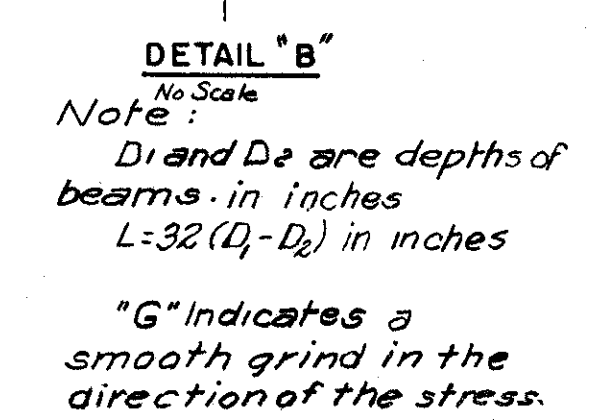 DETAIL "B"
No Scale
Note :
D1 and D2 are depths of
beams. in inches
L=32 (D1-D2) in inches
"G" Indicates a
smooth grind in the
direction of the stress.